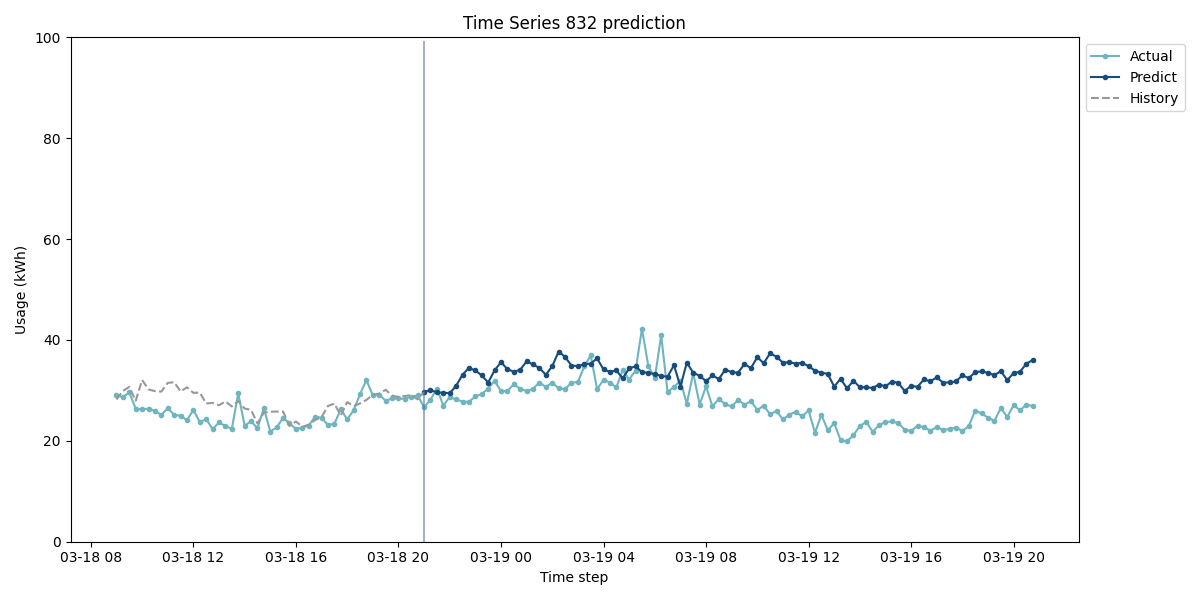 Time Series 832 prediction
100
80
60
40
20
0
Usage (kWh)
03-18 08 03-18 12 03-18 16 03-18 20 03-19 00 03-19 04 03-19 08 03-19 12 03-19 16 03-19 20
Time step
Actual
Predict
History